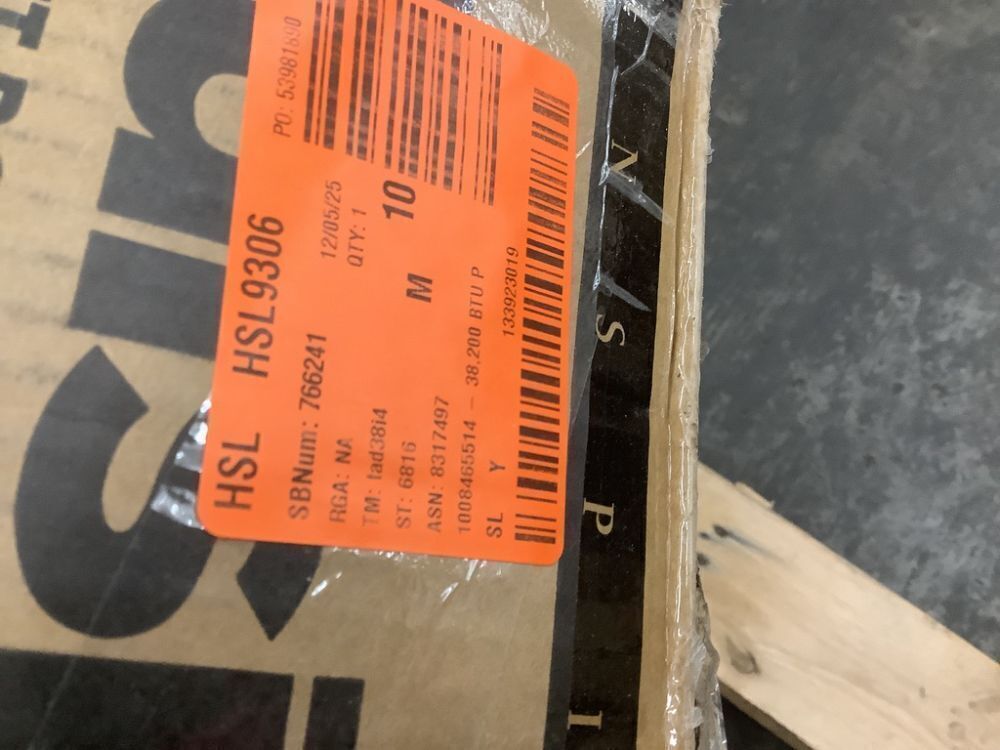 HSL HSL9306
PO: 53981890
SBNum: 766241
12/05/25
RGA: NA
QTY: 1
TM: tad38i4
10
ST: 6816
M
ASN: 8317497
1008465514 - 38,200 BTU P
SL Y
133923019
N S P I